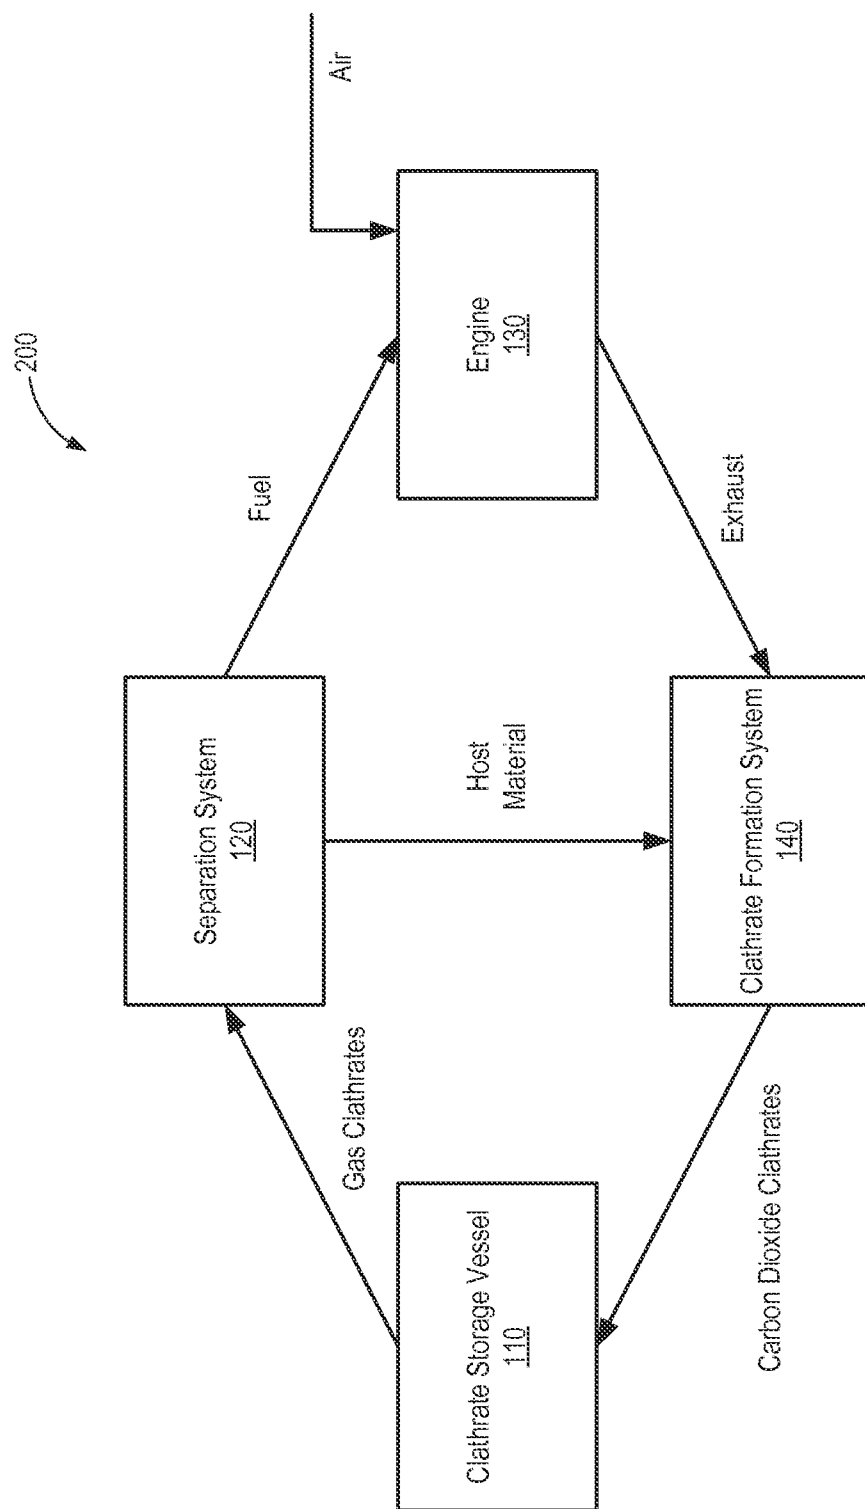 200
Separation System
120
Fuel
Air
Gas Clathrates
Clathrate Storage Vessel
110
Host
Material
Engine
130
Exhaust
Clathrate Formation System
140
Carbon Dioxide Clathrates